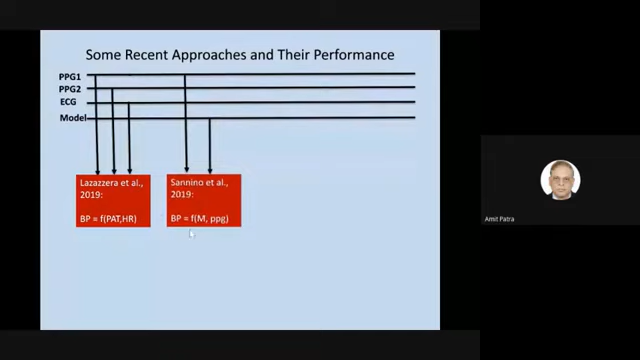 Some Recent Approaches and Their Performance
PPG1
PPG2
ECG
Model
Lazazzera et al.,
2019:
BP = f(PAT,HR)
Sannino et al.,
2019:
BP = f(M, ppg)
Amit Patra